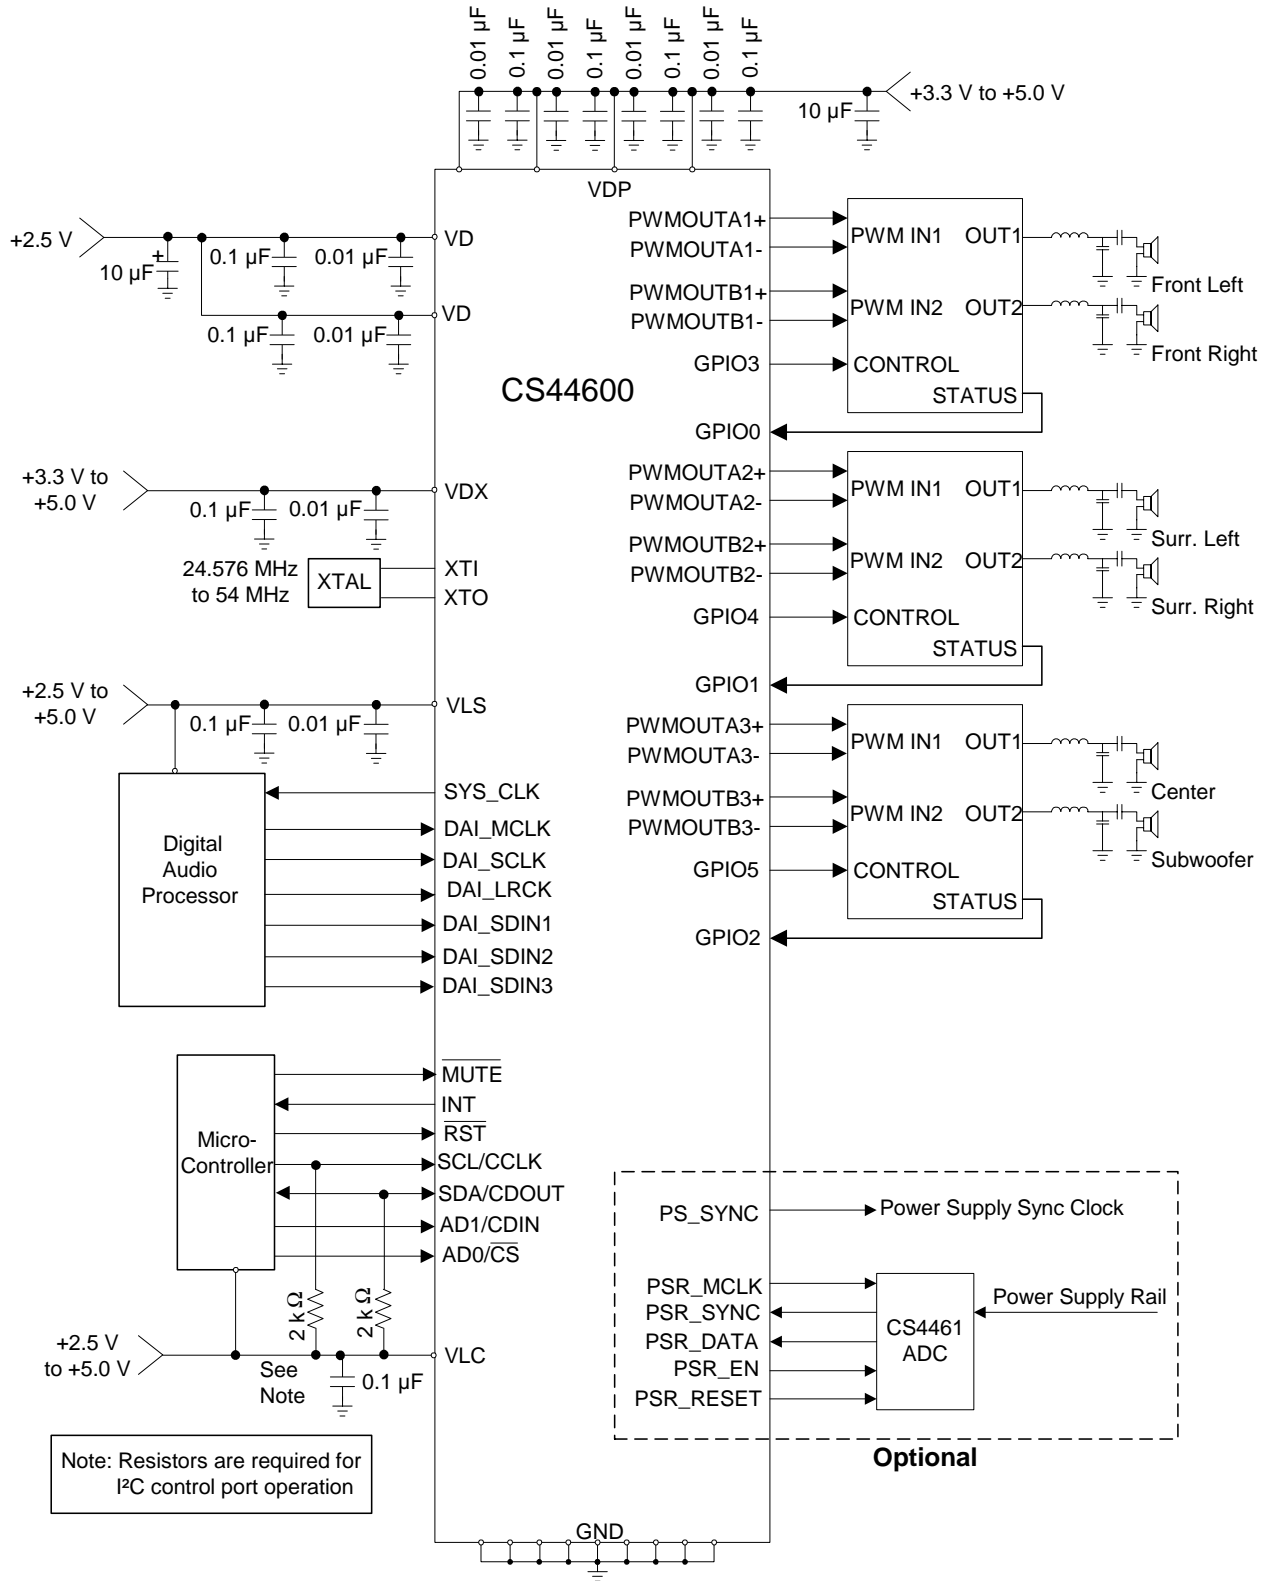 0.01 µF
0.1 µF
0.01 µF
0.1 µF
0.01 µF
0.1 µF
0.01 µF
0.1 µF
10 µF
+3.3 V to +5.0 V
VDP
+2.5 V
10 µF
+
0.1 µF
0.01 µF
VD
0.1 µF
0.01 µF
VD
CS44600
+3.3 V to
+5.0 V
0.1 µF
0.01 µF
VDX
24.576 MHz
to 54 MHz
XTAL
XTI
XTO
+2.5 V to
+5.0 V
0.1 µF
0.01 µF
VLS
Digital
Audio
Processor
SYS_CLK
DAI_MCLK
DAI_SCLK
DAI_LRCK
DAI_SDIN1
DAI_SDIN2
DAI_SDIN3
Micro-
Controller
MUTE
INT
RST
SCL/CCLK
SDA/CDOUT
AD1/CDIN
AD0/CS
2 kΩ
2 kΩ
+2.5 V
to +5.0 V
See
Note
0.1 µF
VLC
Note: Resistors are required for
I²C control port operation
PWMOUTA1+
PWMOUTA1-
PWMOUTB1+
PWMOUTB1-
GPIO3
GPIO0
PWM IN1
OUT1
PWM IN2
OUT2
CONTROL
STATUS
Front Left
Front Right
PWMOUTA2+
PWMOUTA2-
PWMOUTB2+
PWMOUTB2-
GPIO4
GPIO1
PWM IN1
OUT1
PWM IN2
OUT2
CONTROL
STATUS
Surr. Left
Surr. Right
PWMOUTA3+
PWMOUTA3-
PWMOUTB3+
PWMOUTB3-
GPIO5
GPIO2
PWM IN1
OUT1
PWM IN2
OUT2
CONTROL
STATUS
Center
Subwoofer
PS_SYNC
Power Supply Sync Clock
PSR_MCLK
PSR_SYNC
PSR_DATA
PSR_EN
PSR_RESET
CS4461
ADC
Power Supply Rail
Optional
GND